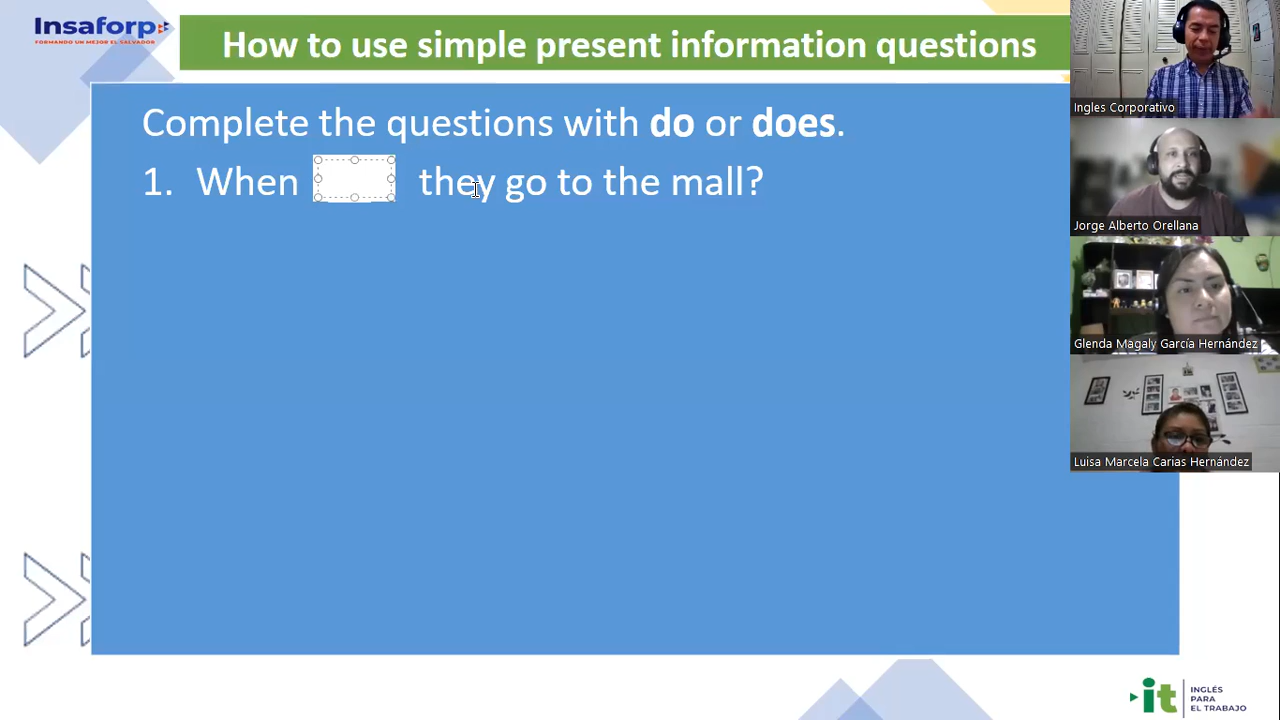 Insaforp
FORMANDO UN MEJOR EL SALVADOR
How to use simple present information questions
Complete the questions with do or does.
1. When they go to the mall?
Ingles Corporativo
Jorge Alberto Orellana
Glenda Magaly García Hernández
Luisa Marcela Carias Hernández
it
INGLÉS
PARA
EL TRABAJO